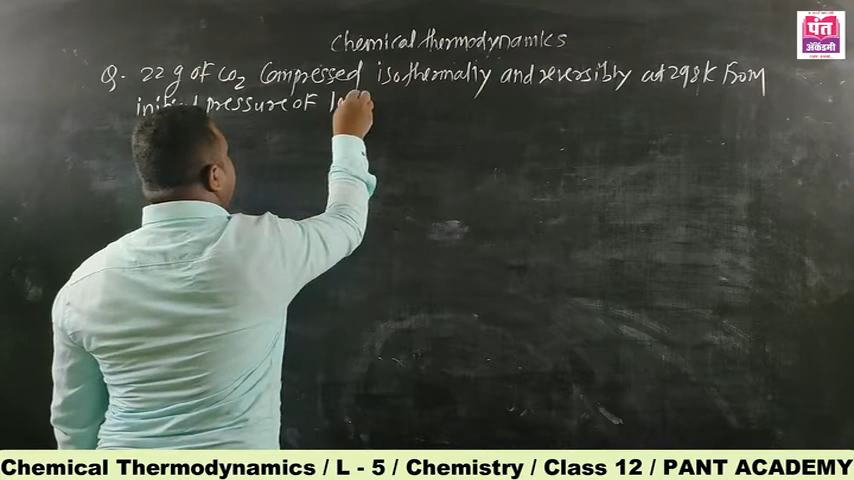 Chemical thermodynamics
Q. 22 g of CO2 Compressed isothermally and reversibly at 298K From
initial pressure of
पंत
अकॅडमी
Chemical Thermodynamics / L - 5 / Chemistry / Class 12 / PANT ACADEMY